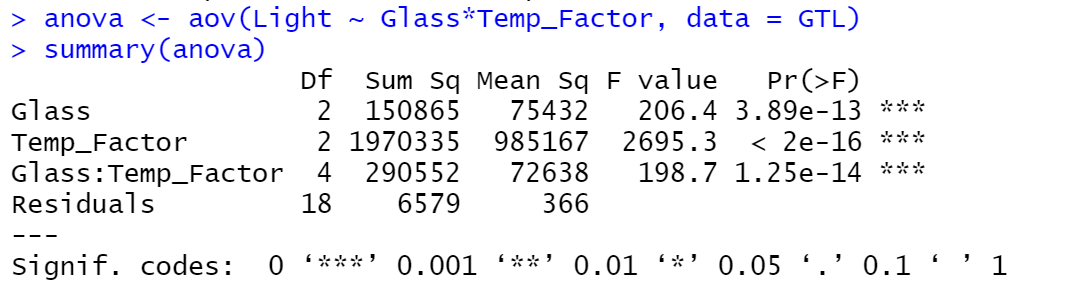 > anova <- aov(Light ~ Glass*Temp_Factor, data = GTL)
> summary(anova)
                  Df  Sum Sq Mean Sq F value   Pr(>F)    
Glass              2  150865   75432   206.4 3.89e-13 ***
Temp_Factor        2 1970335  985167  2695.3  < 2e-16 ***
Glass:Temp_Factor  4  290552   72638   198.7 1.25e-14 ***
Residuals         18    6579     366                     
---
Signif. codes:  0 ‘***’ 0.001 ‘**’ 0.01 ‘*’ 0.05 ‘.’ 0.1 ‘ ’ 1